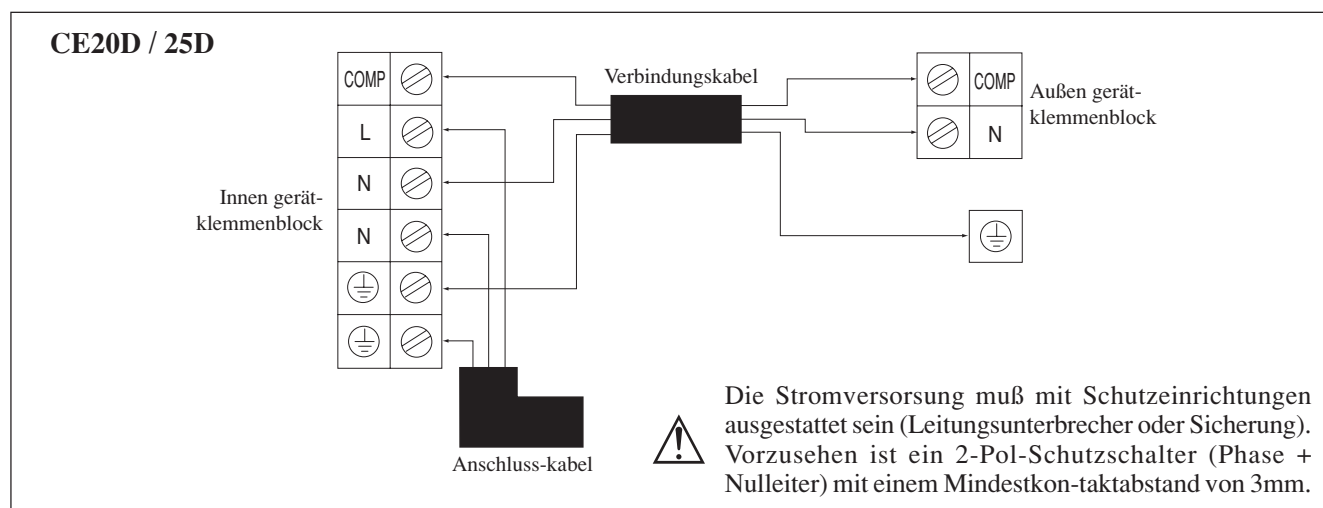 CE20D / 25D
COMP
L
N
N
Innen gerät-
klemmenblock
Verbindungskabel
COMP
N
Außen gerät-
klemmenblock
Anschluss-kabel
Die Stromversorsung muß mit Schutzeinrichtungen
ausgestattet sein (Leitungsunterbrecher oder Sicherung).
Vorzusehen ist ein 2-Pol-Schutzschalter (Phase +
Nulleiter) mit einem Mindestkon-taktabstand von 3mm.